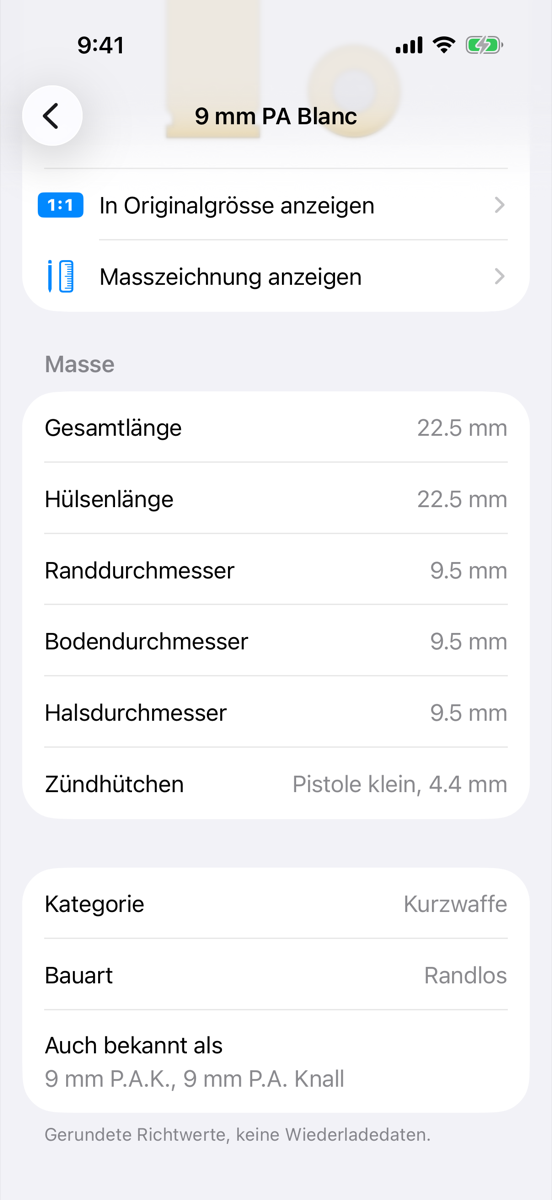 9:41
9 mm PA Blanc
1:1 In Originalgrösse anzeigen
Masszeichnung anzeigen
Masse
Gesamtlänge 22.5 mm
Hülsenlänge 22.5 mm
Randdurchmesser 9.5 mm
Bodendurchmesser 9.5 mm
Halsdurchmesser 9.5 mm
Zündhütchen Pistole klein, 4.4 mm
Kategorie Kurzwaffe
Bauart Randlos
Auch bekannt als
9 mm P.A.K., 9 mm P.A. Knall
Gerundete Richtwerte, keine Wiederladedaten.